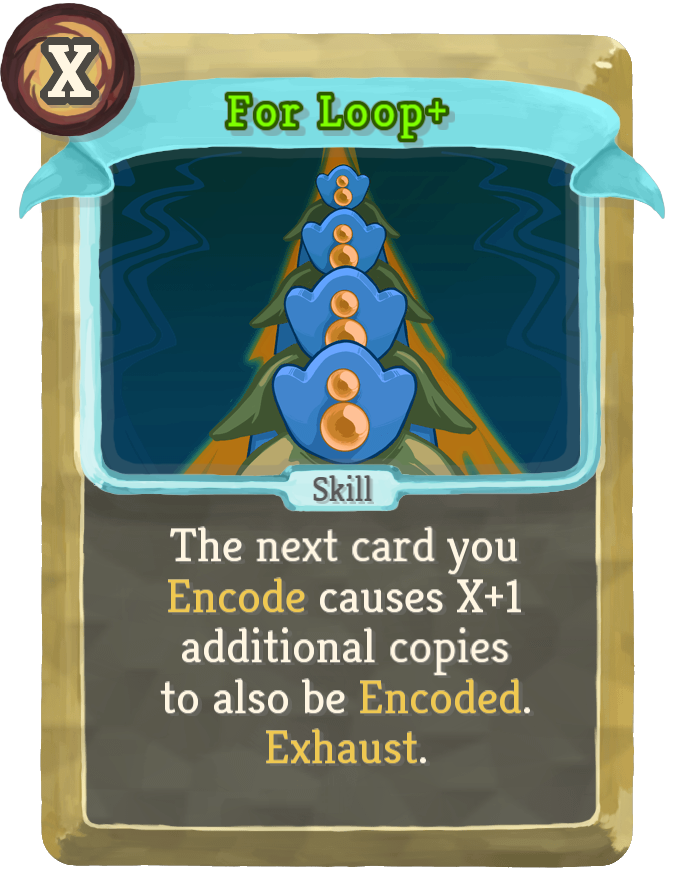 X
For Loop+
Skill
The next card you
Encode causes X+1
additional copies
to also be Encoded.
Exhaust.